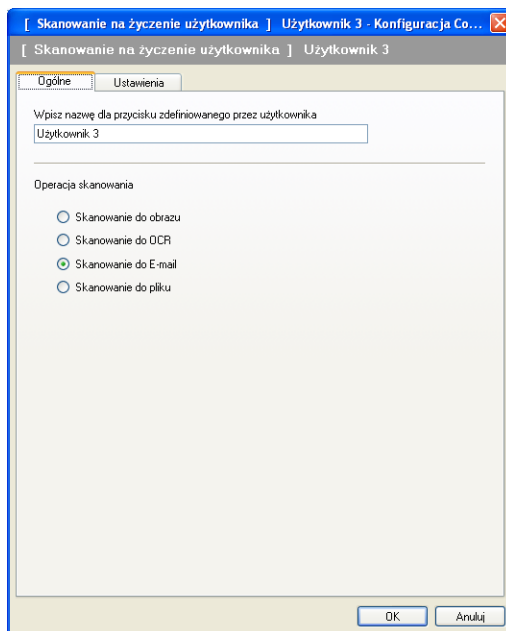 [ Skanowanie na życzenie użytkownika ] Użytkownik 3 - Konfiguracja Co...
[ Skanowanie na życzenie użytkownika ] Użytkownik 3
Ogólne Ustawienia
Wpisz nazwę dla przycisku zdefiniowanego przez użytkownika
Użytkownik 3
Operacja skanowania
Skanowanie do obrazu
Skanowanie do OCR
Skanowanie do E-mail
Skanowanie do pliku
OK Anuluj